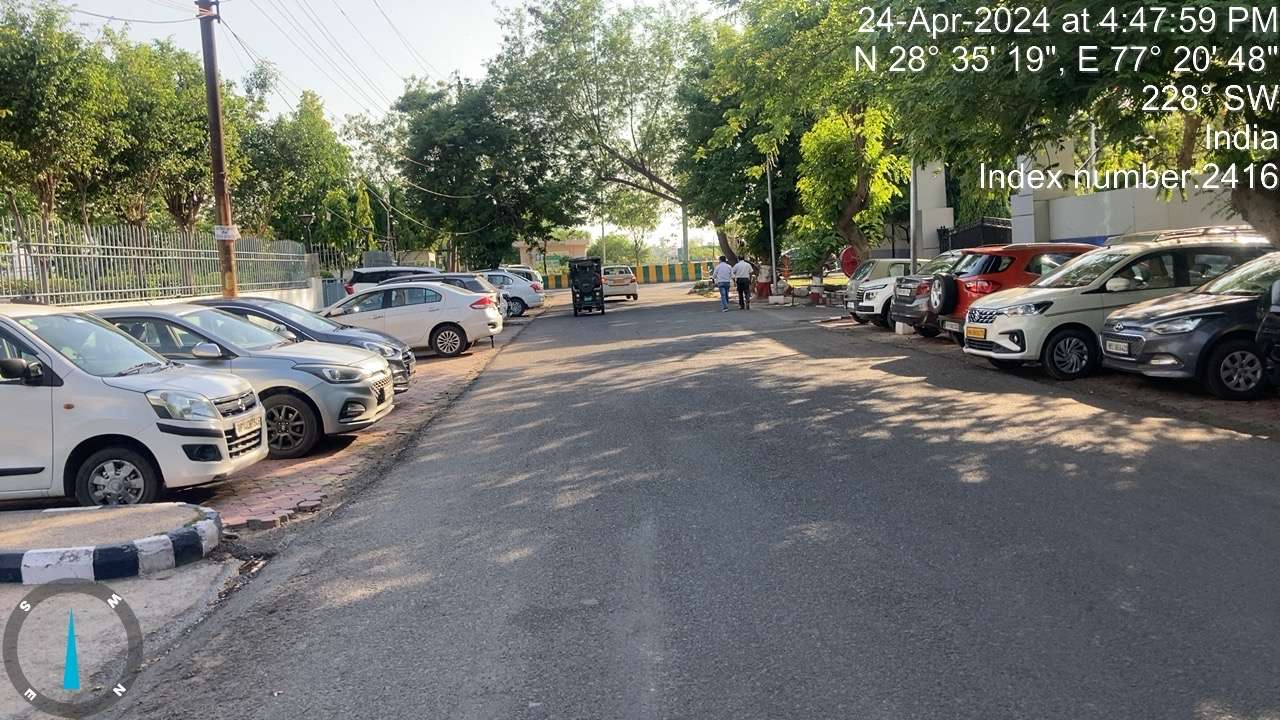 24-Apr-2024 at 4:47:59 PM
N 28° 35' 19", E 77° 20' 48"
228° SW
India
Index number.2416
S
W
E
N